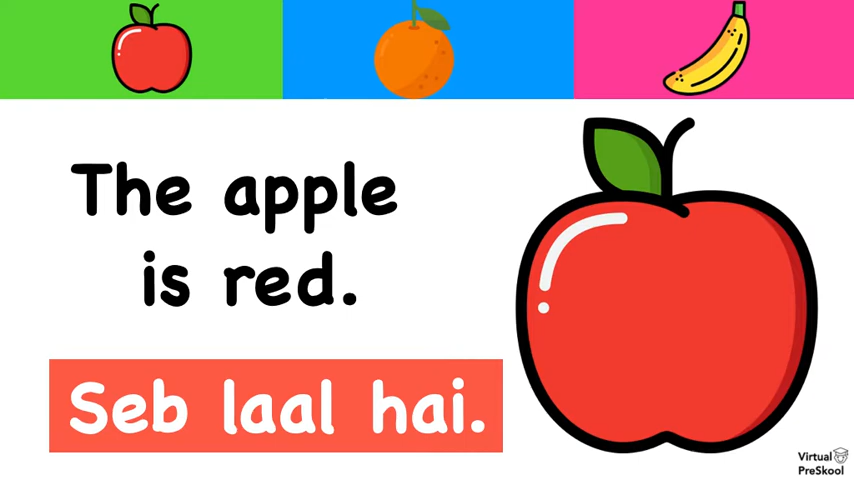 The apple
is red.
Seb laal hai.
Virtual
PreSkool